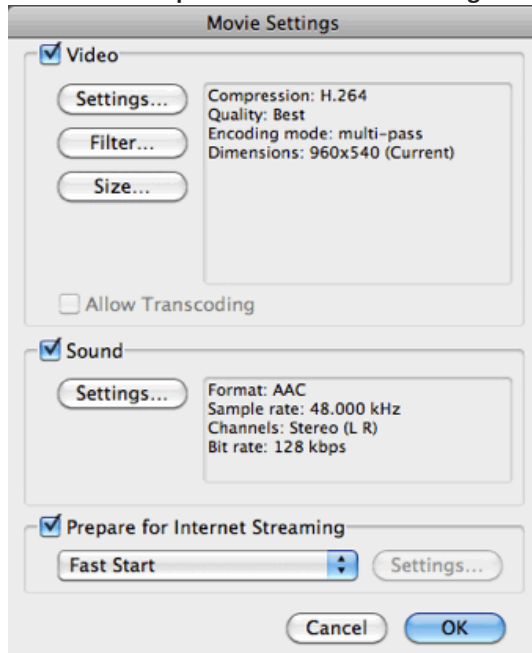 Movie Settings
Video
Settings...
Compression: H.264
Quality: Best
Encoding mode: multi-pass
Dimensions: 960x540 (Current)
Filter...
Size...
Allow Transcoding
Sound
Settings...
Format: AAC
Sample rate: 48.000 kHz
Channels: Stereo (L R)
Bit rate: 128 kbps
Prepare for Internet Streaming
Fast Start
Settings...
Cancel
OK